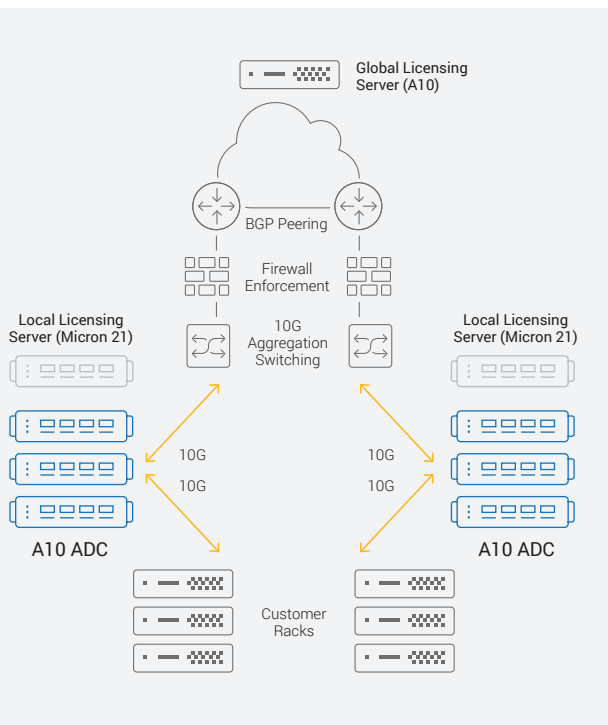 Global Licensing
Server (A10)
BGP Peering
Firewall
Enforcement
10G
Aggregation
Switching
Local Licensing
Server (Micron 21)
Local Licensing
Server (Micron 21)
10G
10G
10G
10G
A10 ADC
A10 ADC
Customer
Racks